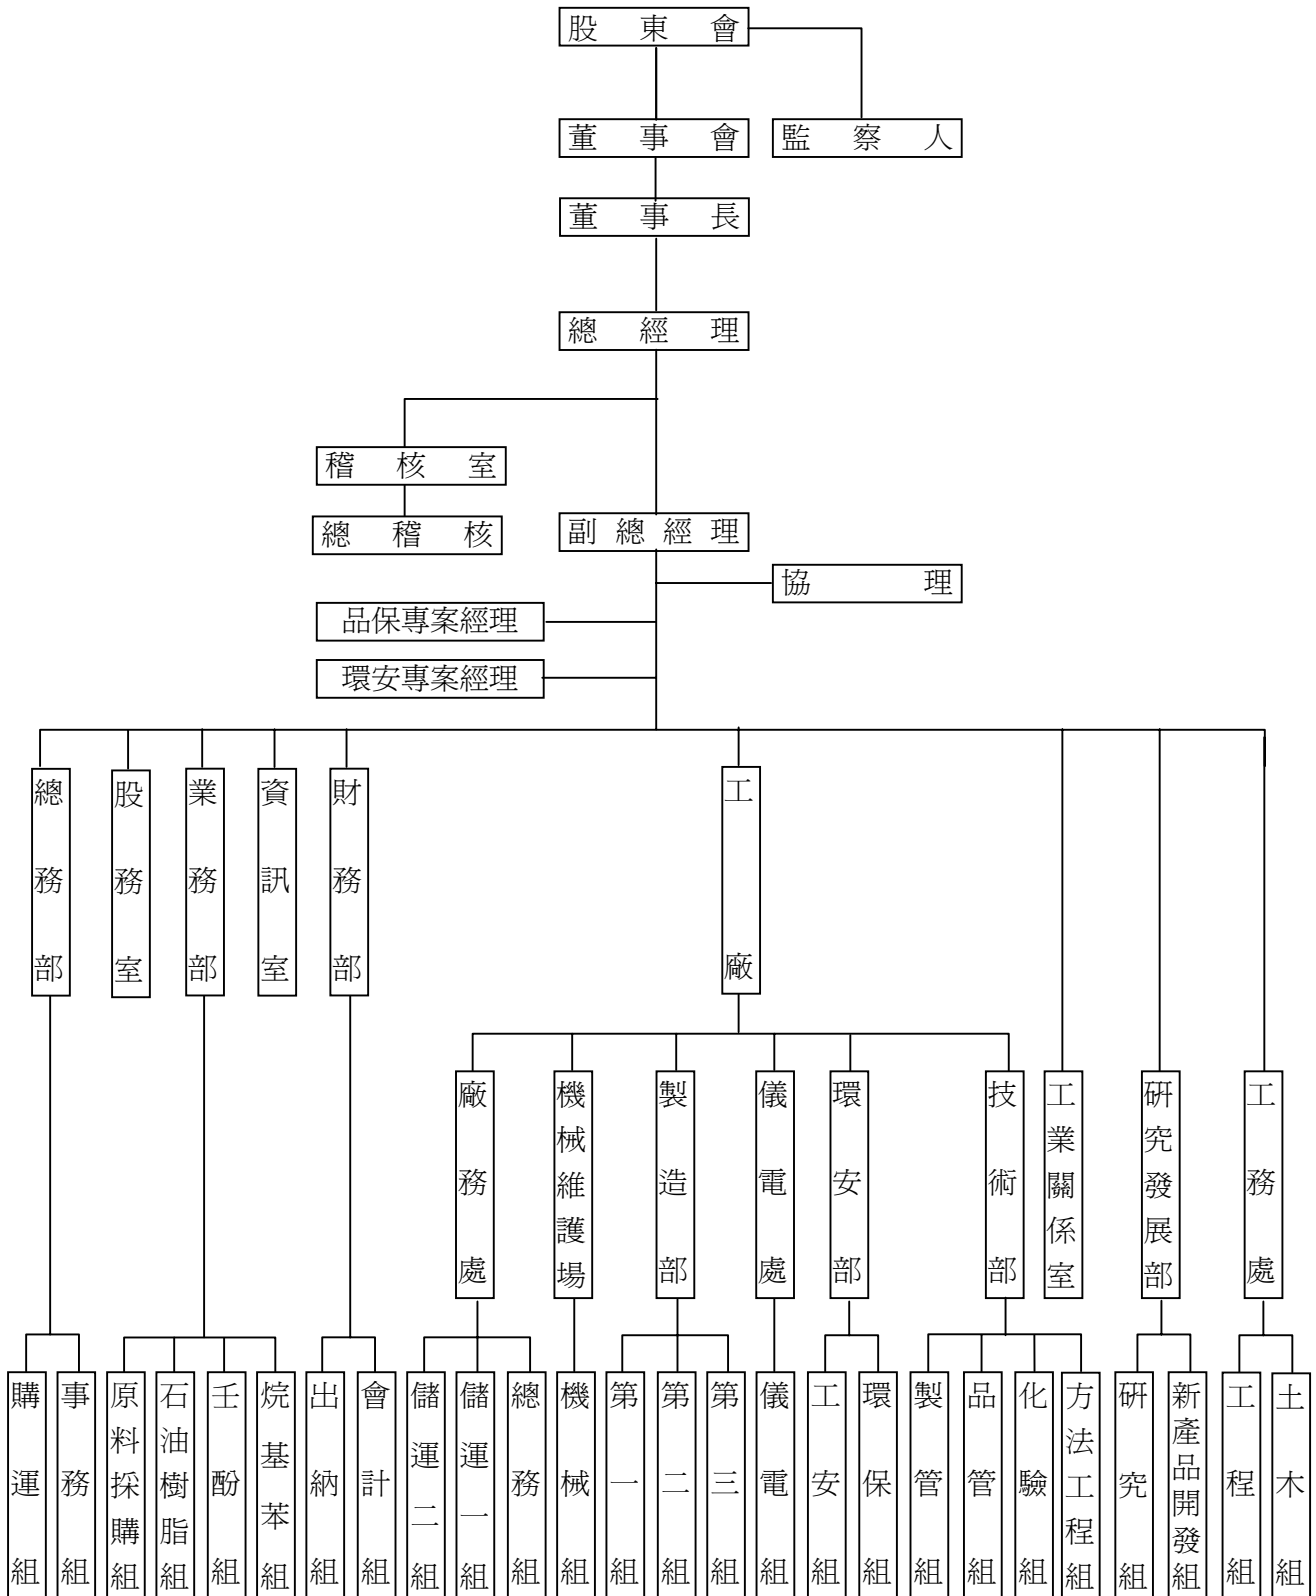 股東會
董事會
監察人
董事長
總經理
稽核室
總稽核
副總經理
協理
品保專案經理
環安專案經理
總務部
股務室
業務部
資訊室
財務部
工廠
廠務處
機械維護場
製造部
儀電處
環安部
技術部
工業關係室
研究發展部
工務處
購運組
事務組
原料採購組
石油樹脂組
壬酚組
烷基苯組
出納組
會計組
儲運二組
儲運一組
總務組
機械組
第一組
第二組
第三組
儀電組
工安組
環保組
製管組
品管組
化驗組
方法工程組
研究組
新產品開發組
工程組
土木組